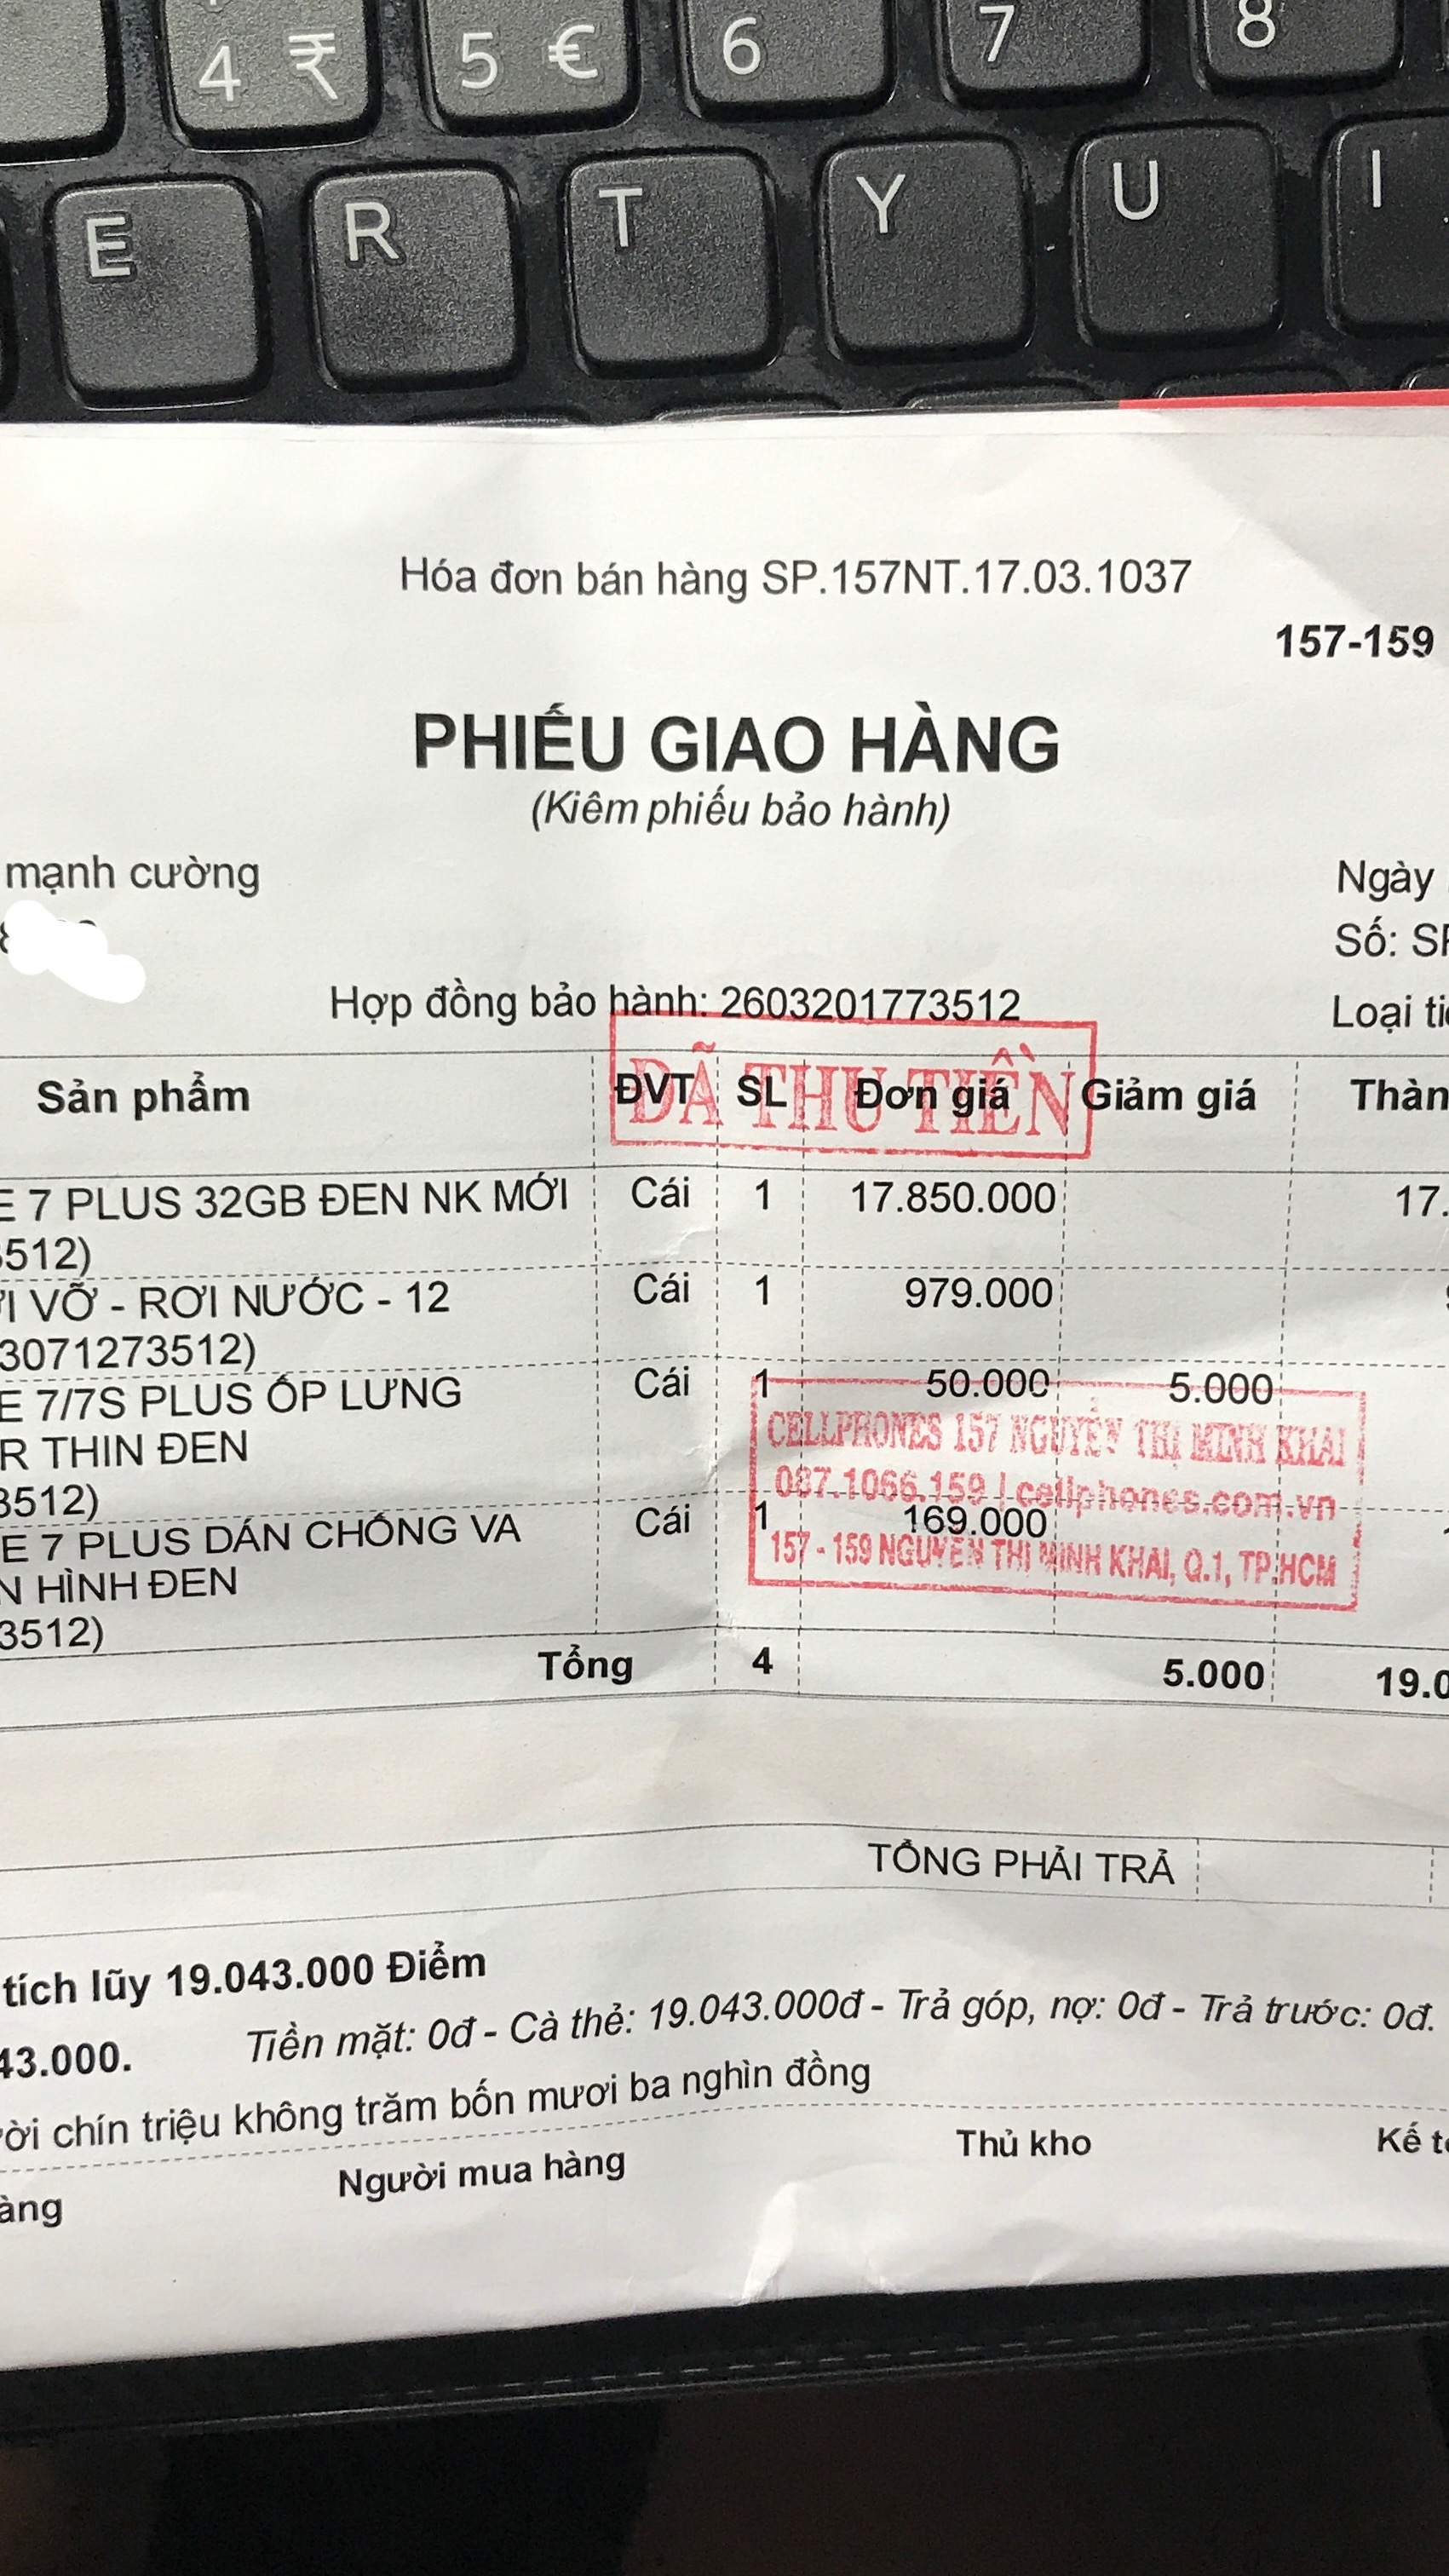 4 ₹ 5 € 6 7 8
E R T Y U I
Hóa đơn bán hàng SP.157NT.17.03.1037
157-159
PHIẾU GIAO HÀNG
(Kiêm phiếu bảo hành)
mạnh cường
Ngày
Số:
Hợp đồng bảo hành: 2603201773512
Loại
ĐÃ THU TIỀN
Sản phẩm ĐVT SL Đơn giá Giảm giá
E 7 PLUS 32GB ĐEN NK MỚI Cái 1 17.850.000 17.
3512)
VỠ - RƠI NƯỚC - 12 Cái 1 979.000
3071273512)
E 7/7S PLUS ỐP LƯNG Cái 1 50.000 5.000
R THIN ĐEN
3512)
CELLPHONES 157 NGUYỄN THỊ MINH KHAI
087.1066.159 | cellphones.com.vn
157 - 159 NGUYỄN THỊ MINH KHAI, Q.1, TP.HCM
E 7 PLUS DÁN CHỐNG VA Cái 1 169.000
N HÌNH ĐEN
3512)
Tổng 4 5.000 19.0
TỔNG PHẢI TRẢ
tích lũy 19.043.000 Điểm
43.000. Tiền mặt: 0đ - Cà thẻ: 19.043.000đ - Trả góp, nợ: 0đ - Trả trước: 0đ.
ời chín triệu không trăm bốn mươi ba nghìn đồng
àng Người mua hàng Thủ kho Kế